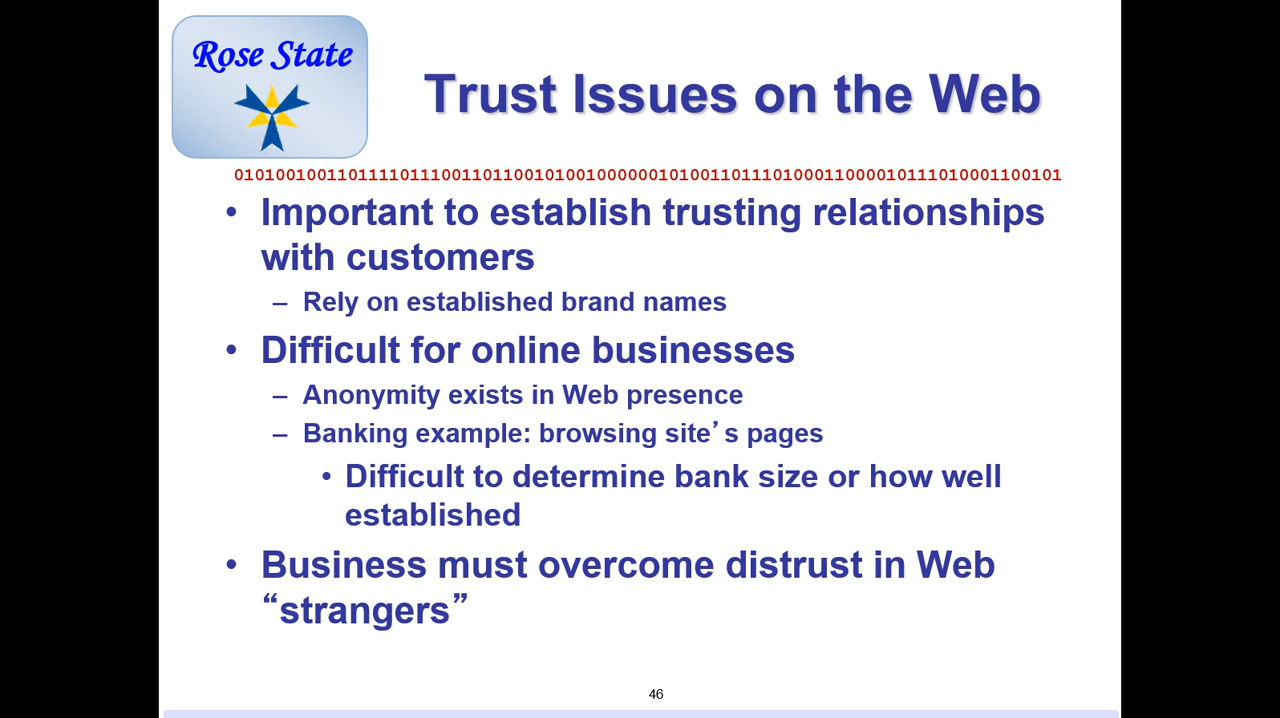 Rose State
Trust Issues on the Web
01010010011011110111001101100101001000000101001101110100011000010111010001100101
• Important to establish trusting relationships
with customers
– Rely on established brand names
• Difficult for online businesses
– Anonymity exists in Web presence
– Banking example: browsing site’s pages
• Difficult to determine bank size or how well
established
• Business must overcome distrust in Web
“strangers”
46